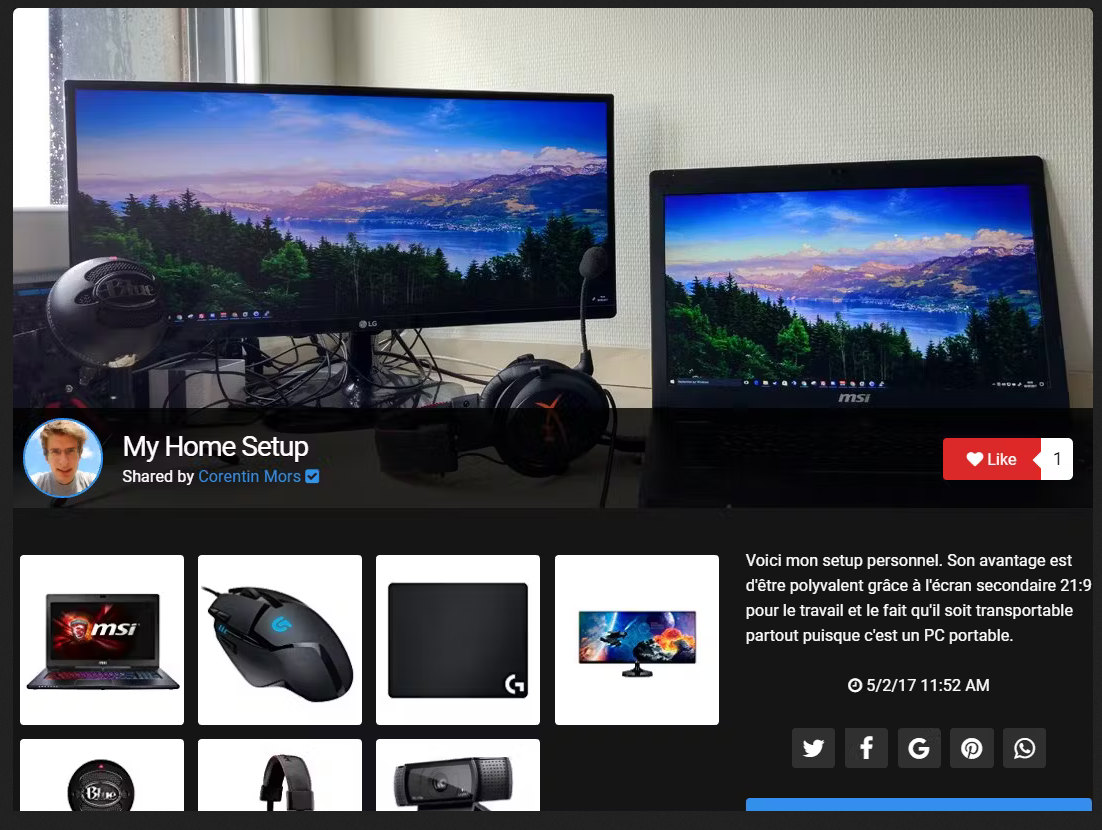 Blue
LG
msi
My Home Setup
Shared by Corentin Mors
Like
1
msi
G
Voici mon setup personnel. Son avantage est
d'être polyvalent grâce à l'écran secondaire 21:9
pour le travail et le fait qu'il soit transportable
partout puisque c'est un PC portable.
5/2/17 11:52 AM
Blue